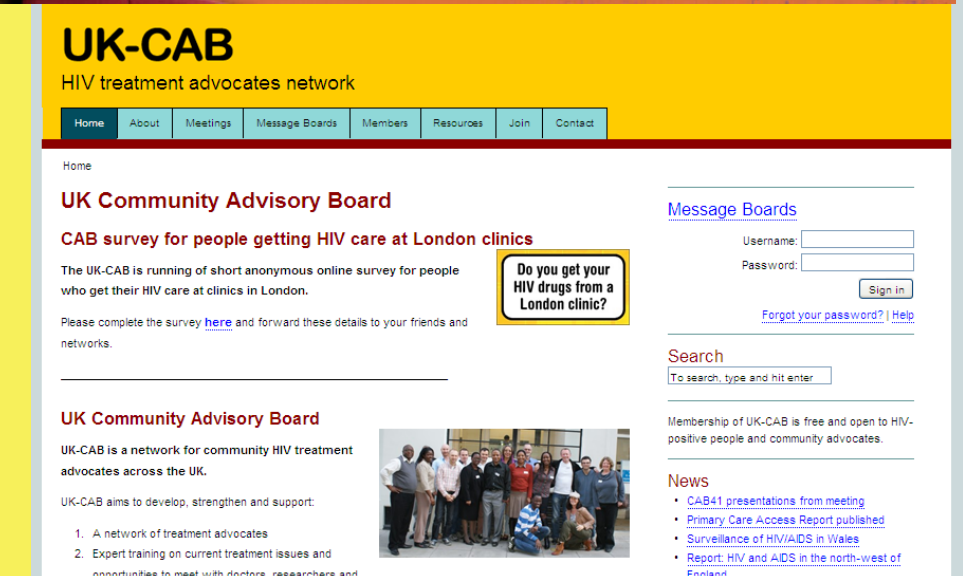 UK-CAB
HIV treatment advocates network
Home About Meetings Message Boards Members Resources Join Contact
Home
UK Community Advisory Board
CAB survey for people getting HIV care at London clinics
The UK-CAB is running of short anonymous online survey for people
who get their HIV care at clinics in London.
Please complete the survey here and forward these details to your friends and
networks.
Do you get your
HIV drugs from a
London clinic?
UK Community Advisory Board
UK-CAB is a network for community HIV treatment
advocates across the UK.
UK-CAB aims to develop, strengthen and support:
1. A network of treatment advocates
2. Expert training on current treatment issues and
opportunities to meet with doctors, researchers and
Message Boards
Username:
Password:
Sign in
Forgot your password? | Help
Search
To search, type and hit enter
Membership of UK-CAB is free and open to HIV-
positive people and community advocates.
News
• CAB41 presentations from meeting
• Primary Care Access Report published
• Surveillance of HIV/AIDS in Wales
• Report: HIV and AIDS in the north-west of
England